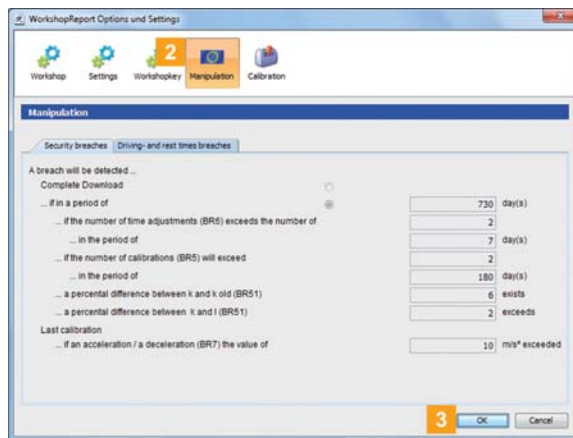 WorkshopReport Options und Settings
2
Workshop Settings Workshopkey Manipulation Calibration
Manipulation
Security breaches Driving- and rest times breaches
A breach will be detected ...
Complete Download
... if in a period of 730 day(s)
... if the number of time adjustments (BR6) exceeds the number of 2
... in the period of 7 day(s)
... if the number of calibrations (BR5) will exceed 2
... in the period of 180 day(s)
... a percental difference between k and k old (BR51) 6 exists
... a percental difference between k and l (BR51) 2 exceeds
Last calibration
... if an acceleration / a deceleration (BR7) the value of 10 m/s² exceeded
3 OK Cancel